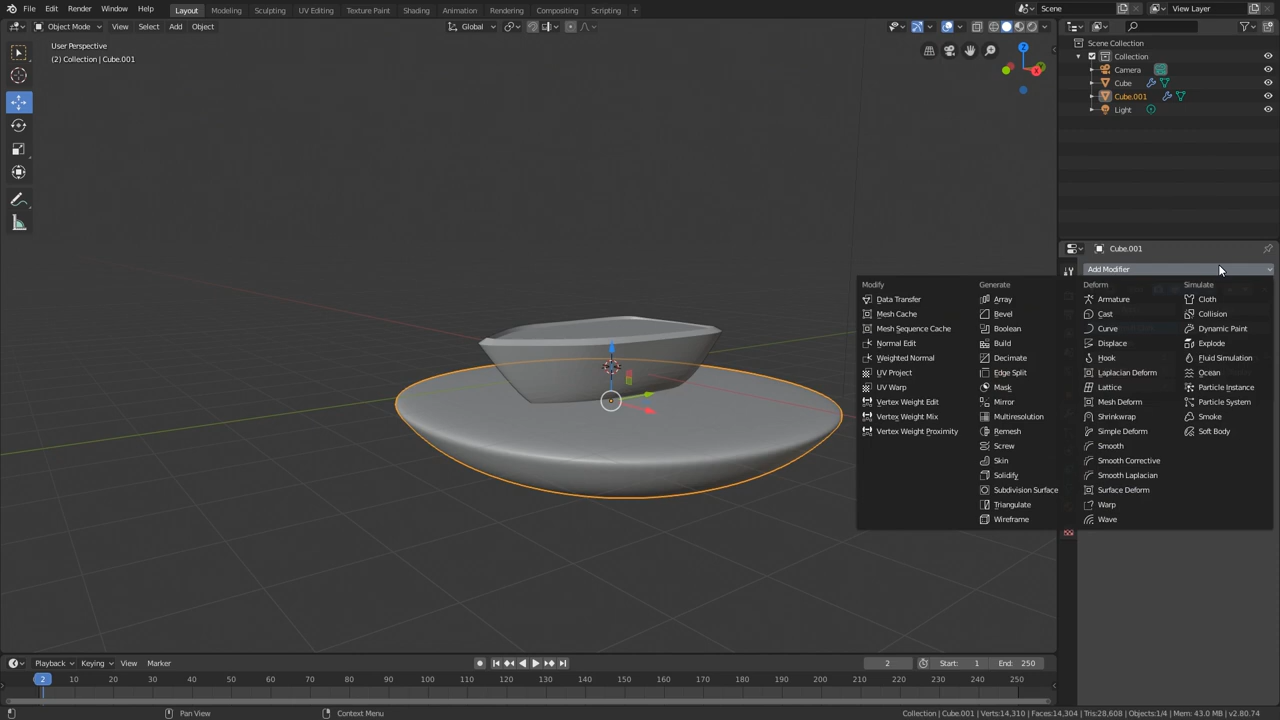 File Edit Render Window Help
Layout Modeling Sculpting UV Editing Texture Paint Shading Animation Rendering Compositing Scripting +
Scene
View Layer
Object Mode View Select Add Object
Global
User Perspective
(2) Collection | Cube.001
Z
Y
X
Scene Collection
Collection
Camera
Cube
Cube.001
Light
Cube.001
Add Modifier
Modify
Data Transfer
Mesh Cache
Mesh Sequence Cache
Normal Edit
Weighted Normal
UV Project
UV Warp
Vertex Weight Edit
Vertex Weight Mix
Vertex Weight Proximity
Generate
Array
Bevel
Boolean
Build
Decimate
Edge Split
Mask
Mirror
Multiresolution
Remesh
Screw
Skin
Solidify
Subdivision Surface
Triangulate
Wireframe
Deform
Armature
Cast
Curve
Displace
Hook
Laplacian Deform
Lattice
Mesh Deform
Shrinkwrap
Simple Deform
Smooth
Smooth Corrective
Smooth Laplacian
Surface Deform
Warp
Wave
Simulate
Cloth
Collision
Dynamic Paint
Explode
Fluid Simulation
Ocean
Particle Instance
Particle System
Smoke
Soft Body
Playback Keying View Marker
2
Start: 1 End: 250
2 10 20 30 40 50 60 70 80 90 100 110 120 130 140 150 160 170 180 190 200 210 220 230 240 250
Pan View
Context Menu
Collection | Cube.001 | Verts:14,310 | Faces:14,304 | Tris:28,608 | Objects:1/4 | Mem: 43.0 MB | v2.80.74